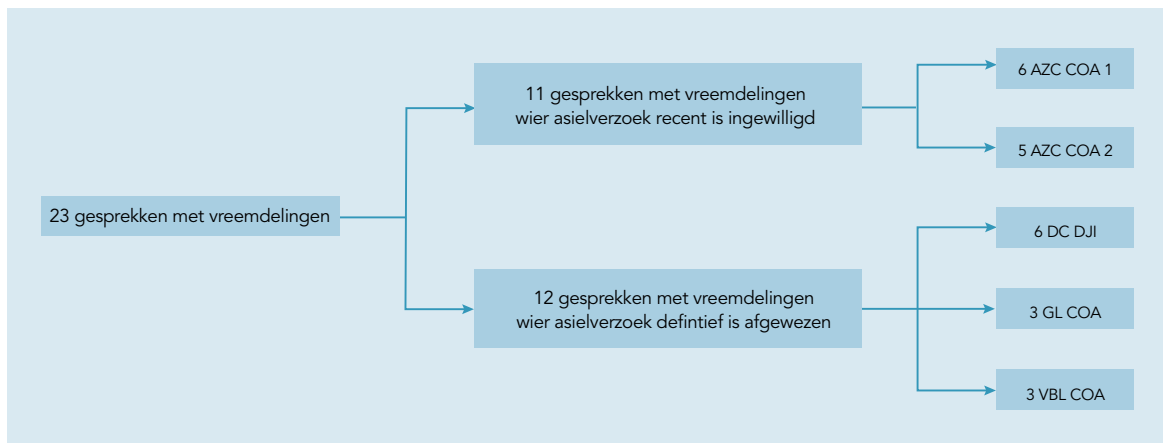 23 gesprekken met vreemdelingen
11 gesprekken met vreemdelingen
wier asielverzoek recent is ingewilligd
6 AZC COA 1
5 AZC COA 2
12 gesprekken met vreemdelingen
wier asielverzoek defintief is afgewezen
6 DC DJI
3 GL COA
3 VBL COA